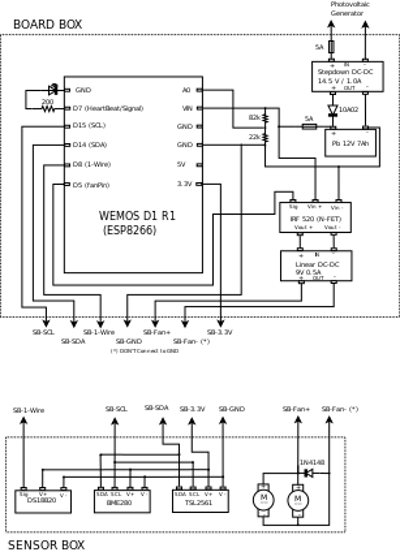 Photovoltaic
Generator
BOARD BOX
5A
+ IN -
Stepdown DC-DC
14.5 V / 1.0A
+ OUT -
GND
A0
200
D7 (HeartBeat/Signal)
VIN
10A02
82k
5A
D15 (SCL)
GND
+ -
22k
Pb 12V 7Ah
D14 (SDA)
GND
D8 (1-Wire)
5V
D5 (fanPin)
3.3V
Sig Vin + Vin -
WEMOS D1 R1
(ESP8266)
IRF 520 (N-FET)
Vout + Vout -
+ IN -
Linear DC-DC
9V 0.5A
+ OUT -
SB-SCL
SB-1-Wire
SB-Fan+
SB-3.3V
SB-SDA
SB-GND
SB-Fan- (*)
(*) DON'T Connect to GND
SB-1-Wire
SB-SCL
SB-SDA
SB-3.3V
SB-GND
SB-Fan+
SB-Fan- (*)
1N4148
Sig V+ V-
DS18B20
SDA SCL V+ V-
BME280
SDA SCL V+ V-
TSL2561
M
M
SENSOR BOX